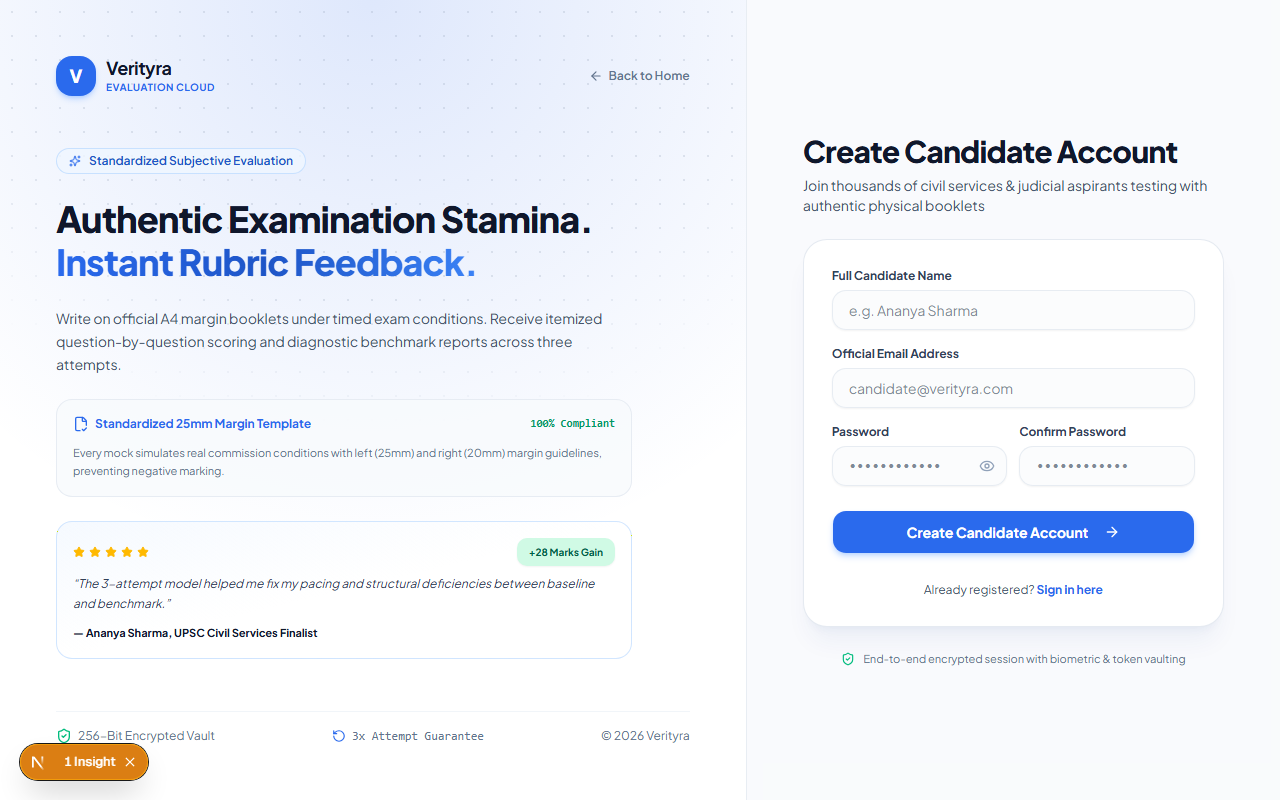 V
Verityra
EVALUATION CLOUD
Back to Home
Standardized Subjective Evaluation
Authentic Examination Stamina.
Instant Rubric Feedback.
Write on official A4 margin booklets under timed exam conditions. Receive itemized
question-by-question scoring and diagnostic benchmark reports across three
attempts.
Standardized 25mm Margin Template
100% Compliant
Every mock simulates real commission conditions with left (25mm) and right (20mm) margin guidelines,
preventing negative marking.
+28 Marks Gain
"The 3-attempt model helped me fix my pacing and structural deficiencies between baseline
and benchmark."
— Ananya Sharma, UPSC Civil Services Finalist
256-Bit Encrypted Vault
3x Attempt Guarantee
© 2026 Verityra
N 1 Insight
Create Candidate Account
Join thousands of civil services & judicial aspirants testing with
authentic physical booklets
Full Candidate Name
e.g. Ananya Sharma
Official Email Address
candidate@verityra.com
Password
Confirm Password
••••••••••••
••••••••••••
Create Candidate Account
Already registered? Sign in here
End-to-end encrypted session with biometric & token vaulting